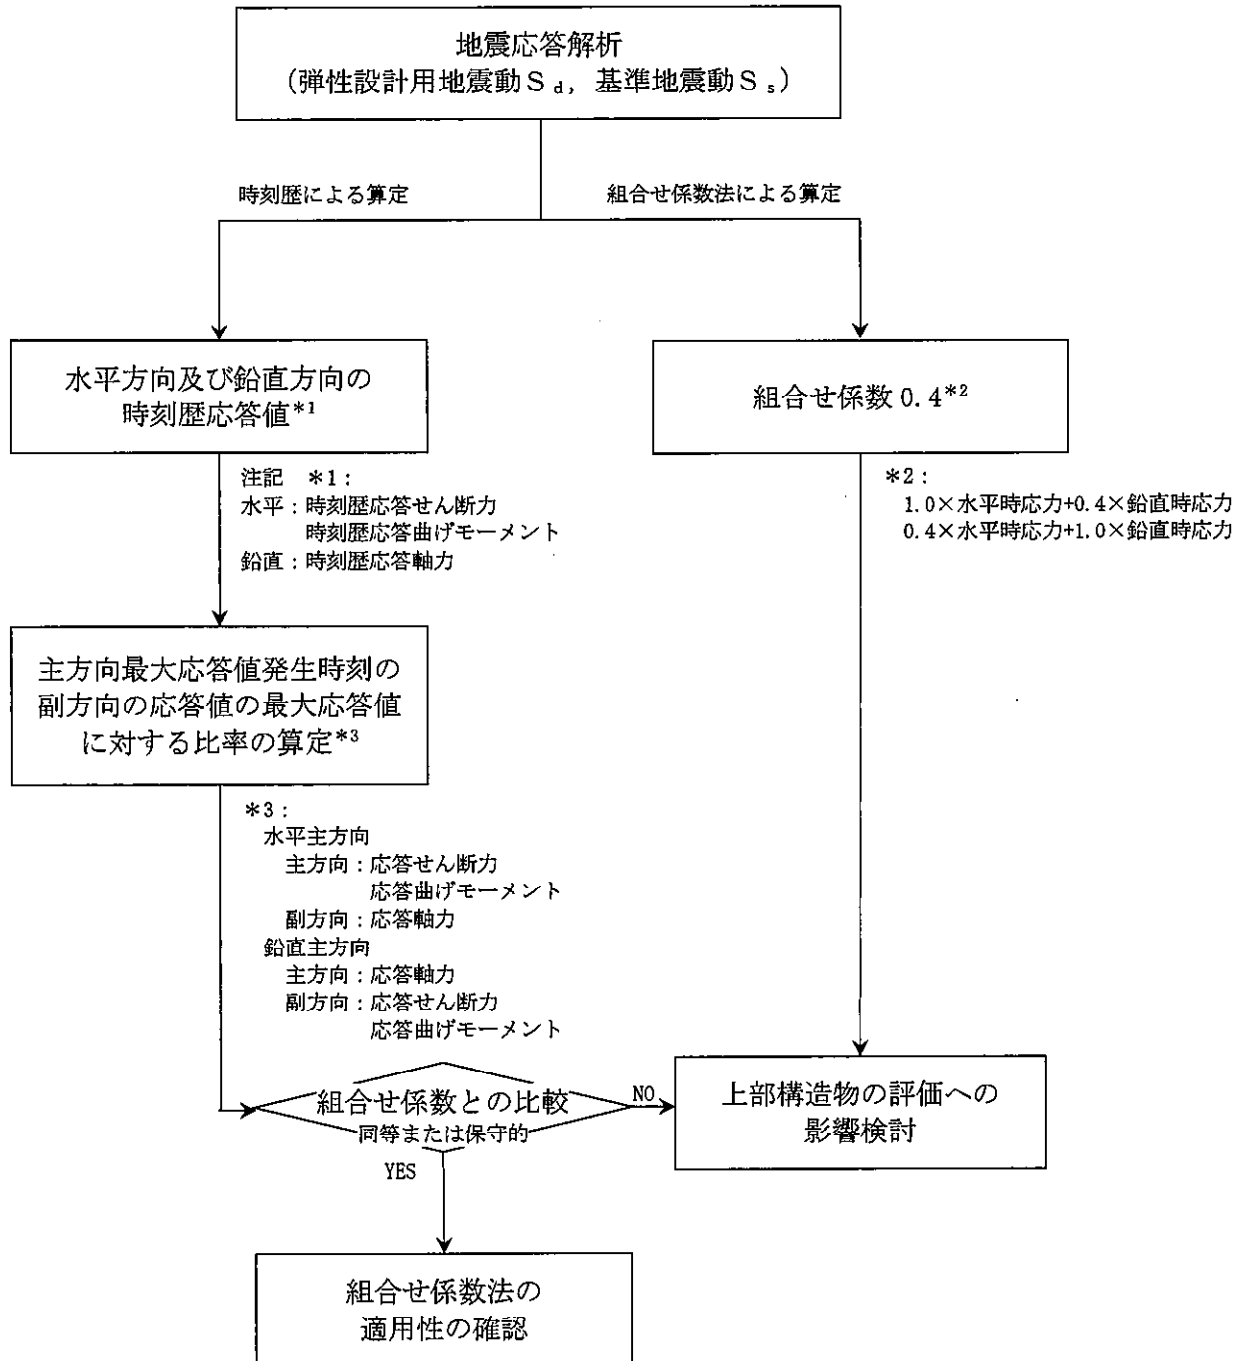 地震応答解析
（弾性設計用地震動Ｓｄ，基準地震動Ｓｓ）
時刻歴による算定
組合せ係数法による算定
水平方向及び鉛直方向の
時刻歴応答値*1
組合せ係数 0.4*2
注記　＊1：
水平：時刻歴応答せん断力
時刻歴応答曲げモーメント
鉛直：時刻歴応答軸力
＊2：
1.0×水平時応力+0.4×鉛直時応力
0.4×水平時応力+1.0×鉛直時応力
主方向最大応答値発生時刻の
副方向の応答値の最大応答値
に対する比率の算定*3
＊3：
水平主方向
主方向：応答せん断力
応答曲げモーメント
副方向：応答軸力
鉛直主方向
主方向：応答軸力
副方向：応答せん断力
応答曲げモーメント
組合せ係数との比較
同等または保守的
NO
上部構造物の評価への
影響検討
YES
組合せ係数法の
適用性の確認